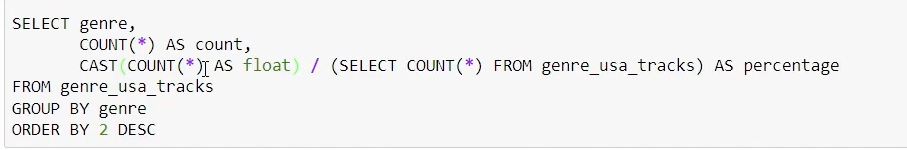 SELECT genre,
COUNT(*) AS count,
CAST(COUNT(*) AS float) / (SELECT COUNT(*) FROM genre_usa_tracks) AS percentage
FROM genre_usa_tracks
GROUP BY genre
ORDER BY 2 DESC